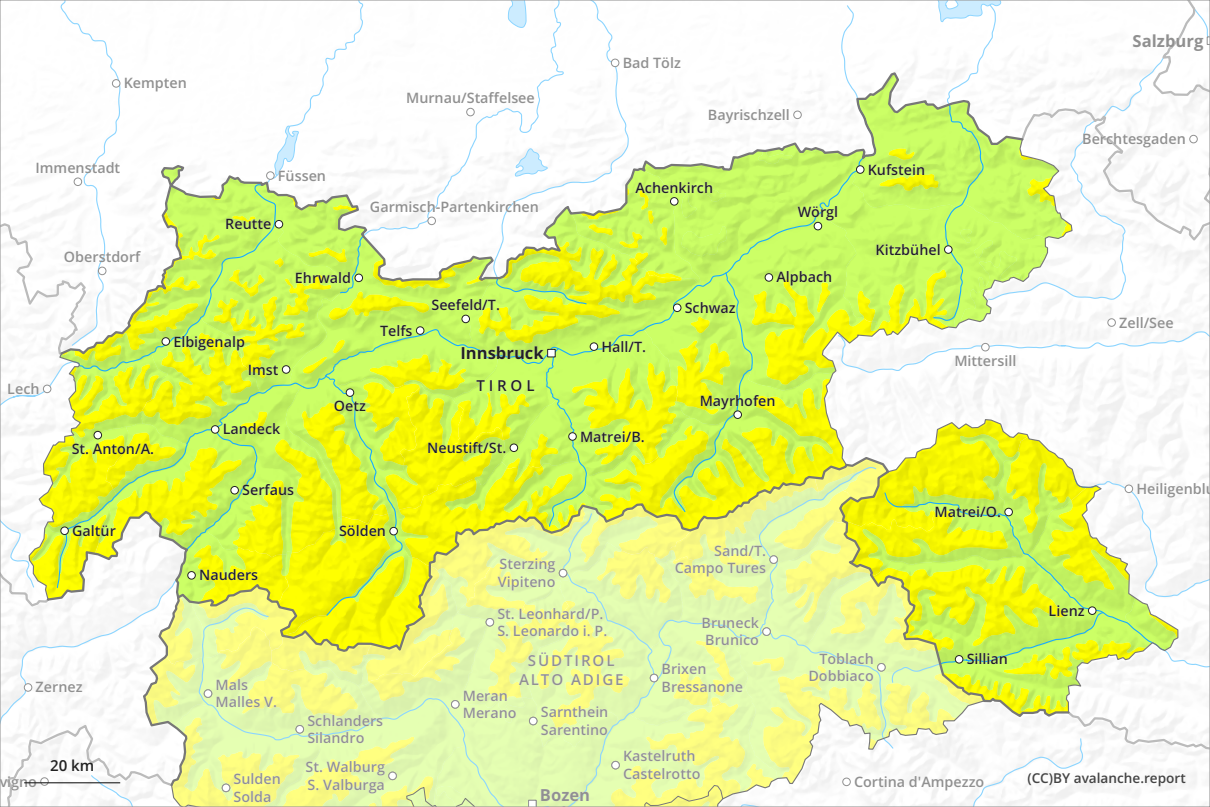 Salzburg
Bad Tölz
Kempten
Murnau/Staffelsee
Bayrischzell
Berchtesgaden
Immenstadt
Füssen
Kufstein
Achenkirch
Garmisch-Partenkirchen
Wörgl
Reutte
Kitzbühel
Oberstdorf
Ehrwald
Alpbach
Seefeld/T.
Schwaz
Zell/See
Telfs
Elbigenalp
Innsbruck
Hall/T.
Mittersill
Imst
TIROL
Lech
Oetz
Mayrhofen
Landeck
Matrei/B.
St. Anton/A.
Neustift/St.
Serfaus
Heiligenblu
Matrei/O.
Galtür
Sölden
Sand/T.
Campo Tures
Sterzing
Vipiteno
Nauders
Lienz
St. Leonhard/P.
S. Leonardo i. P.
Bruneck
Brunico
SÜDTIROL
ALTO ADIGE
Toblach
Dobbiaco
Sillian
Brixen
Bressanone
Zernez
Mals
Malles V.
Meran
Merano
Sarnthein
Sarentino
Schlanders
Silandro
Kastelruth
Castelrotto
St. Walburg
S. Valburga
20 km
vigno
Sulden
Solda
Cortina d'Ampezzo
(CC)BY avalanche.report
Bozen